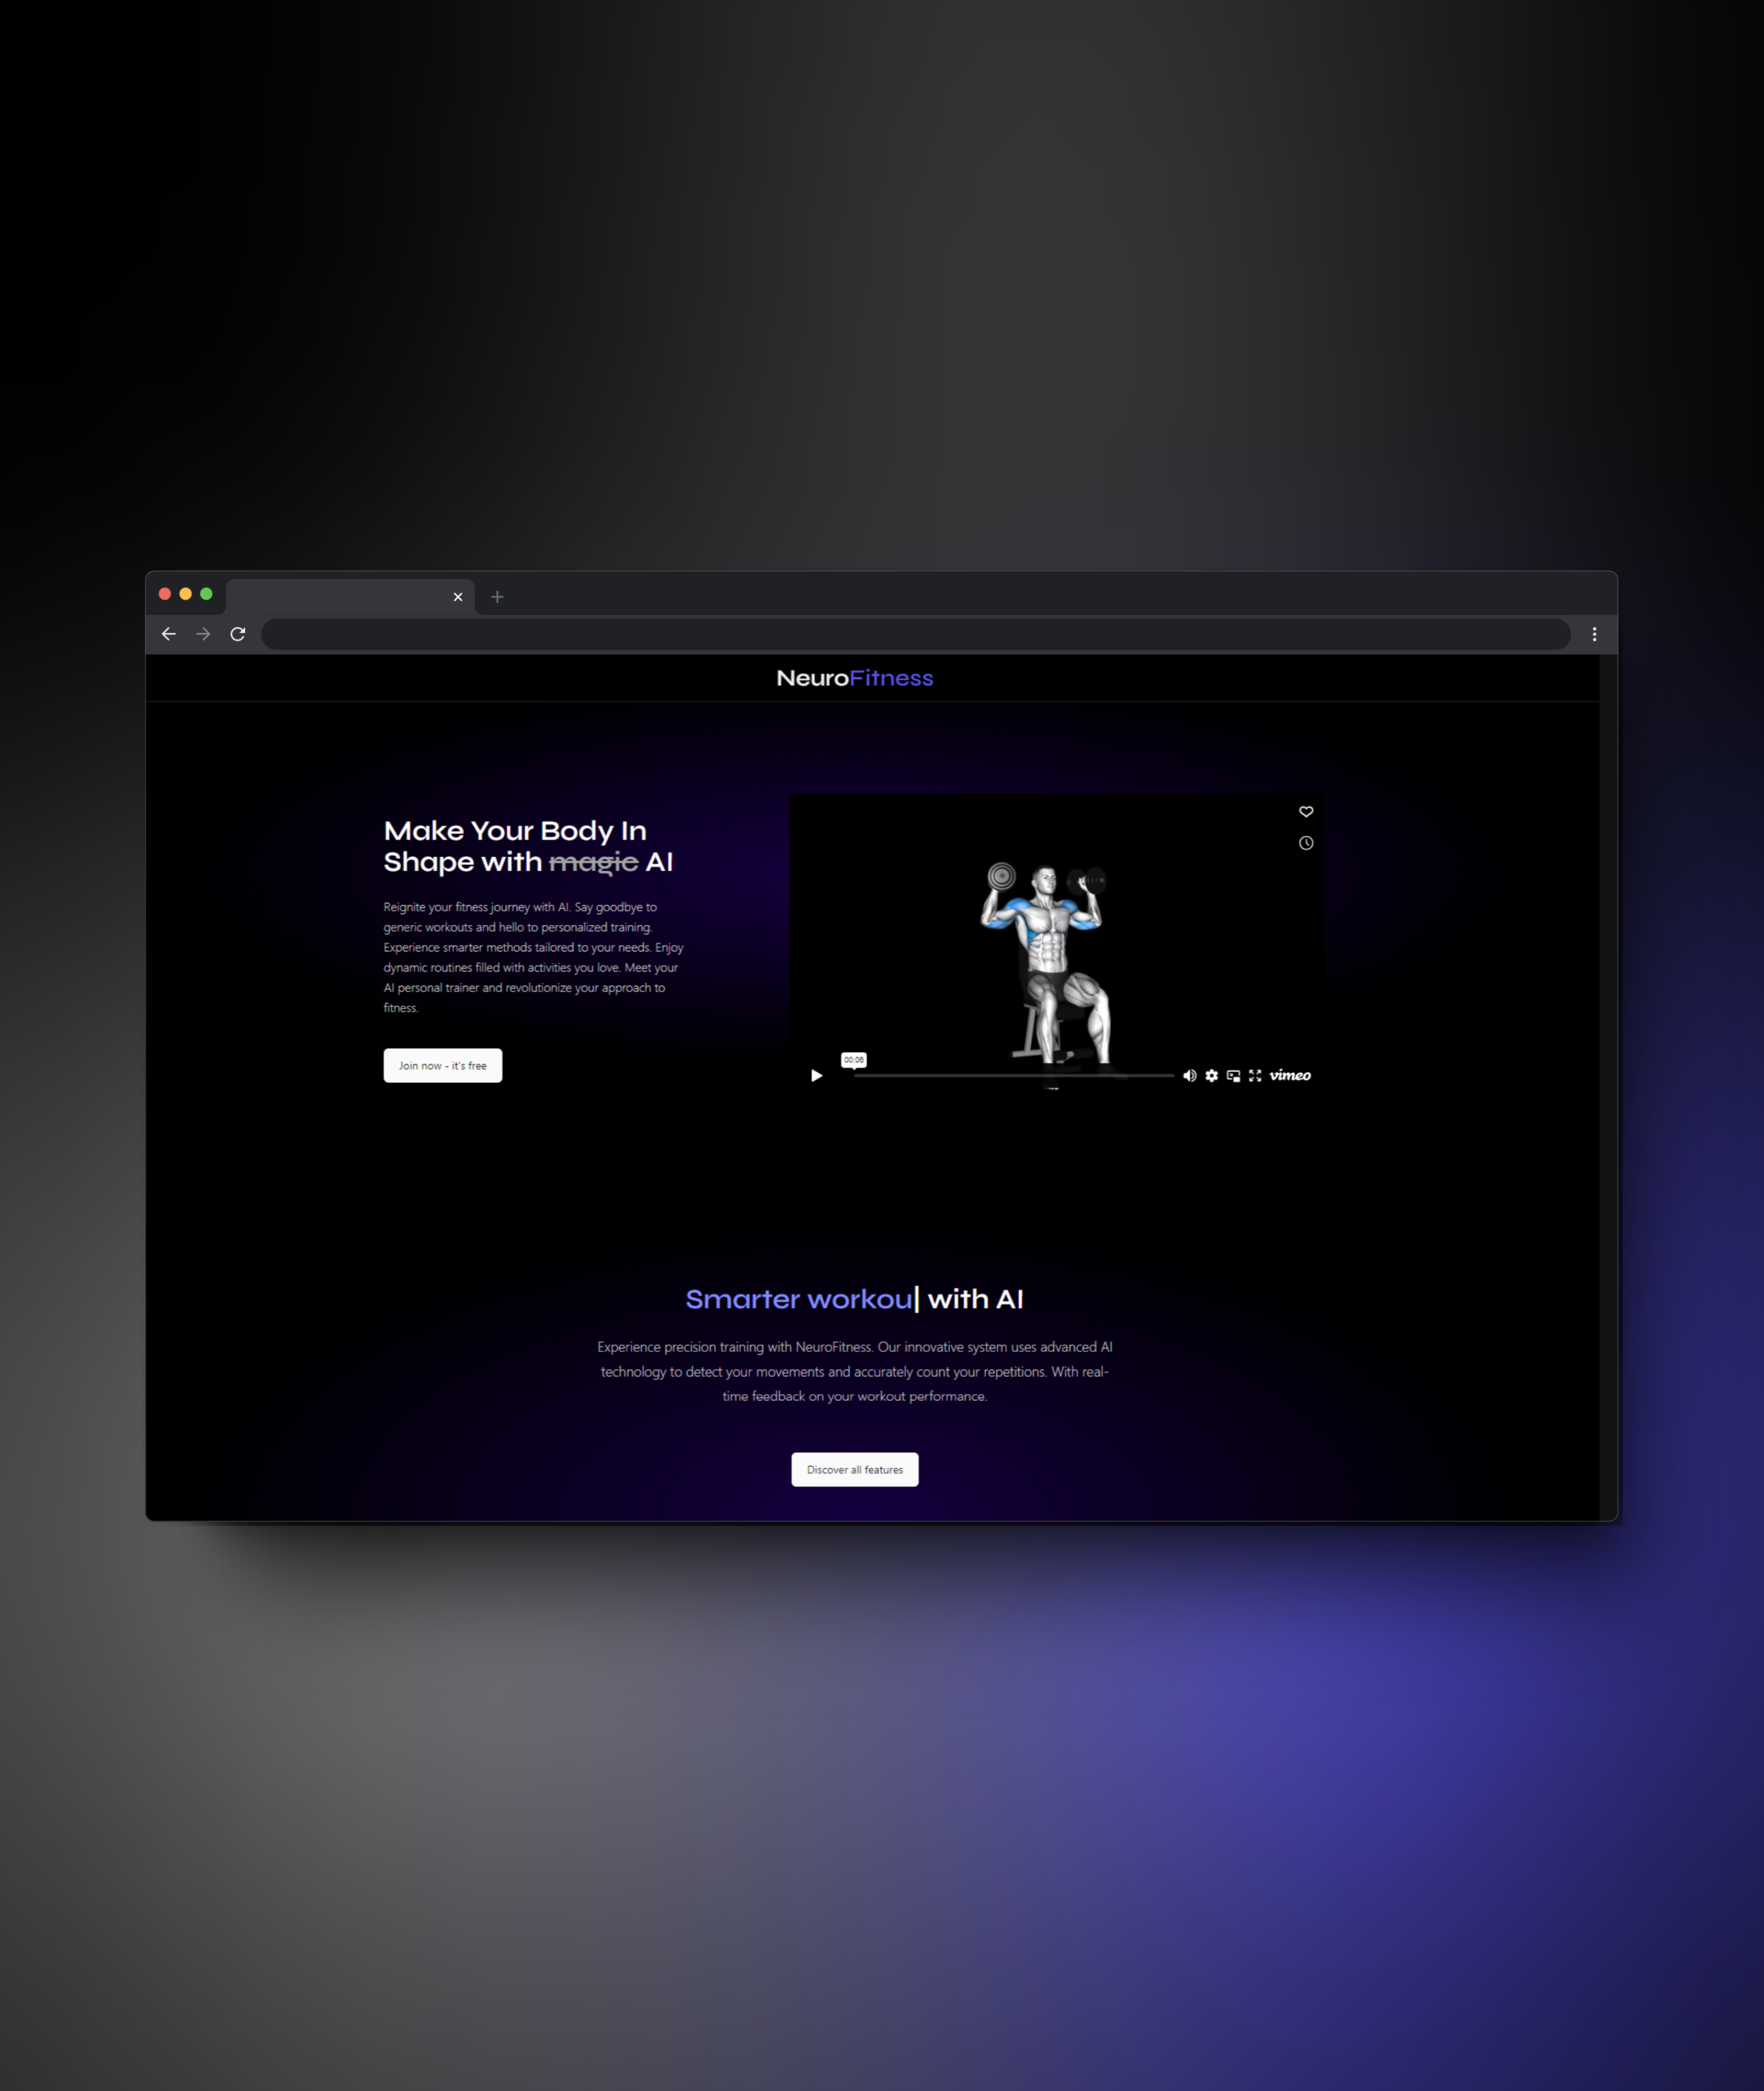 NeuroFitness
Make Your Body In
Shape with magic AI
Reignite your fitness journey with AI. Say goodbye to
generic workouts and hello to personalized training.
Experience smarter methods tailored to your needs. Enjoy
dynamic routines filled with activities you love. Meet your
AI personal trainer and revolutionize your approach to
fitness.
Join now - it's free
00:06
vimeo
Smarter workou| with AI
Experience precision training with NeuroFitness. Our innovative system uses advanced AI
technology to detect your movements and accurately count your repetitions. With real-
time feedback on your workout performance.
Discover all features